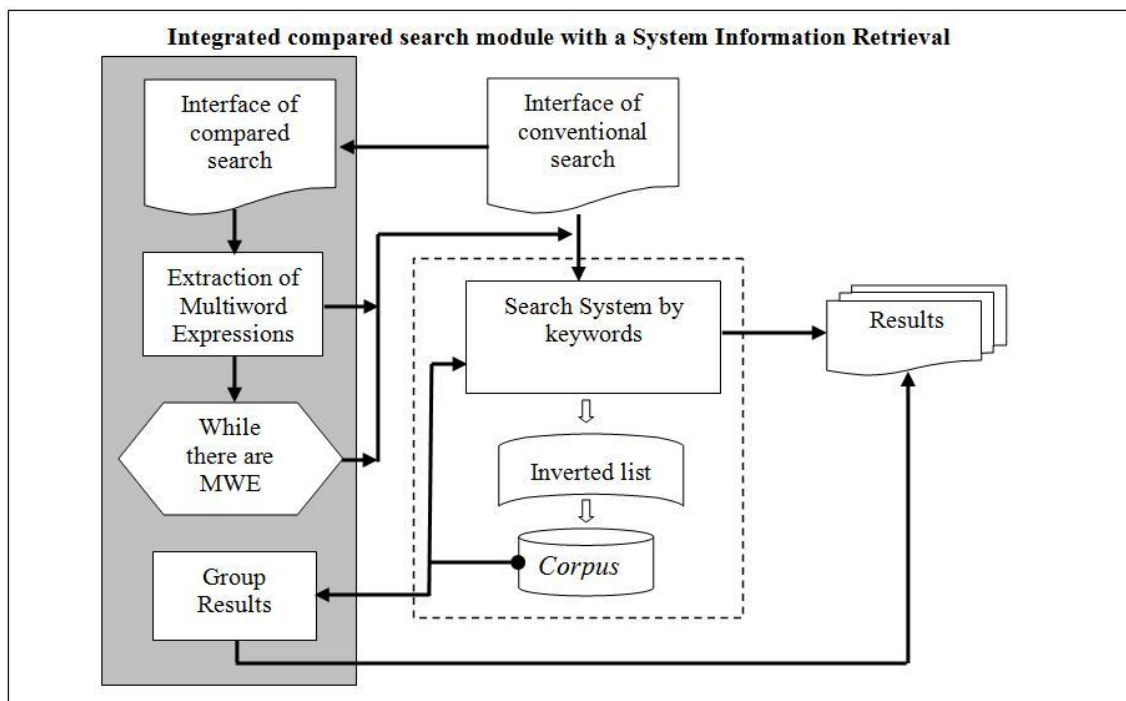 Integrated compared search module with a System Information Retrieval
Interface of
compared
search
Interface of
conventional
search
Extraction of
Multiword
Expressions
Search System by
keywords
Results
While
there are
MWE
Inverted list
Corpus
Group
Results